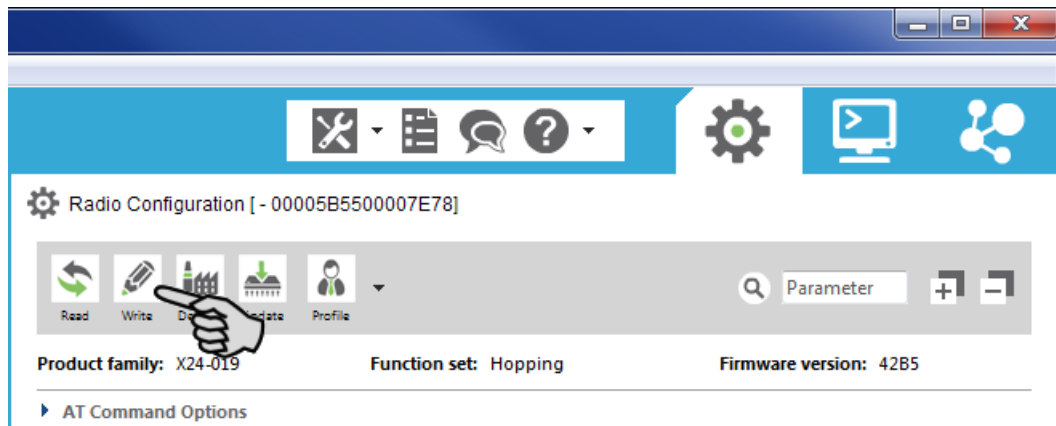 Radio Configuration [ - 00005B5500007E78]
Read Write Profile
Parameter
Product family: X24-019 Function set: Hopping Firmware version: 42B5
AT Command Options